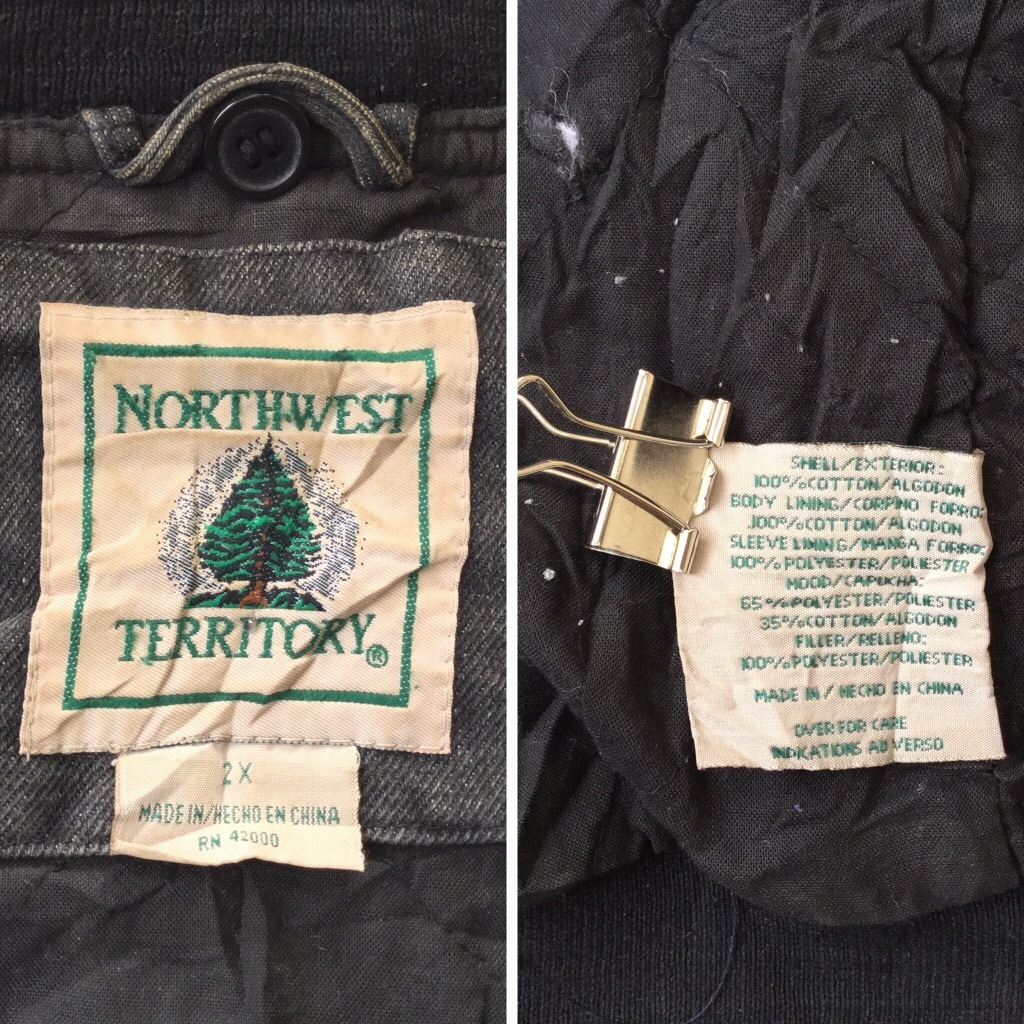 NORTHWEST
TERRITORY®
2X
MADE IN/HECHO EN CHINA
RN 42000
SHELL/EXTERIOR:
100%COTTON/ALGODON
BODY LINING/CORPINO FORRO:
100%COTTON/ALGODON
SLEEVE LINING/MANGA FORRO:
100%POLYESTER/POLIESTER
HOOD/CAPUCHA:
65%POLYESTER/POLIESTER
35%COTTON/ALGODON
FILLER/RELLENO:
100%POLYESTER/POLIESTER
MADE IN/HECHO EN CHINA
OVER FOR CARE
INDIKATIONS AU VERSO